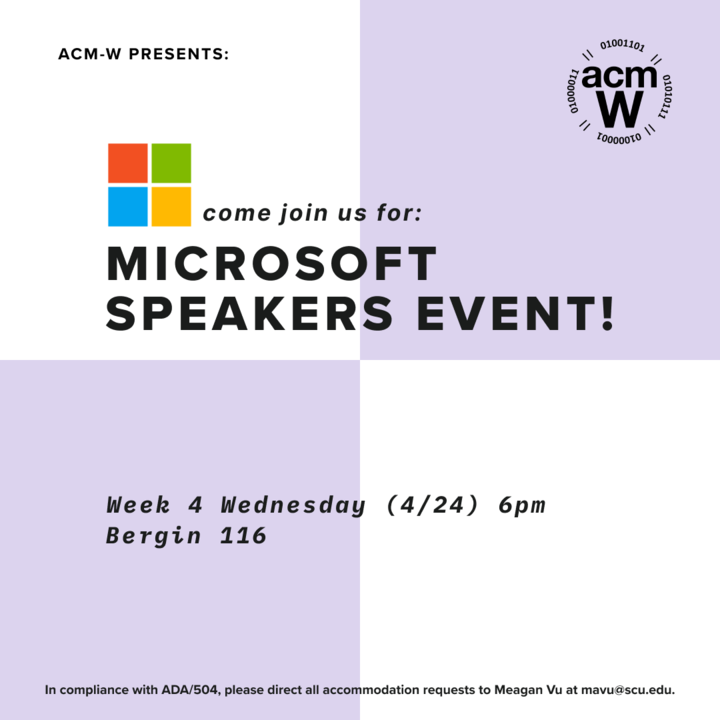 ACM-W PRESENTS:
01001101 // 01010111 // 01000001 // 01000011 //
acm
W
come join us for:
MICROSOFT
SPEAKERS EVENT!
Week 4 Wednesday (4/24) 6pm
Bergin 116
In compliance with ADA/504, please direct all accommodation requests to Meagan Vu at mavu@scu.edu.